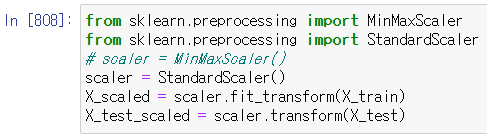 In [808]:
from sklearn.preprocessing import MinMaxScaler
from sklearn.preprocessing import StandardScaler
# scaler = MinMaxScaler()
scaler = StandardScaler()
X_scaled = scaler.fit_transform(X_train)
X_test_scaled = scaler.transform(X_test)